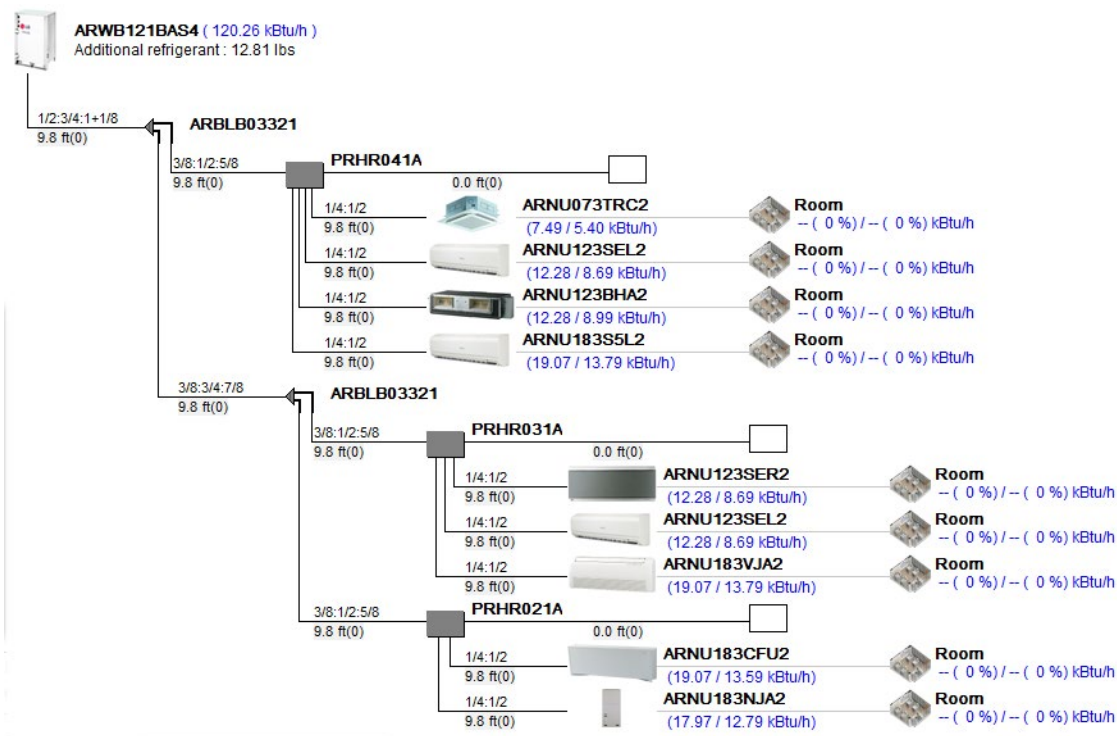 ARWB121BAS4 ( 120.26 kBtu/h )
Additional refrigerant : 12.81 lbs
1/2:3/4:1+1/8
9.8 ft(0)
ARBLB03321
3/8:1/2:5/8
9.8 ft(0)
PRHR041A
0.0 ft(0)
1/4:1/2
9.8 ft(0)
ARNU073TRC2
(7.49 / 5.40 kBtu/h)
Room
-- ( 0 %) / -- ( 0 %) kBtu/h
1/4:1/2
9.8 ft(0)
ARNU123SEL2
(12.28 / 8.69 kBtu/h)
Room
-- ( 0 %) / -- ( 0 %) kBtu/h
1/4:1/2
9.8 ft(0)
ARNU123BHA2
(12.28 / 8.99 kBtu/h)
Room
-- ( 0 %) / -- ( 0 %) kBtu/h
1/4:1/2
9.8 ft(0)
ARNU183S5L2
(19.07 / 13.79 kBtu/h)
Room
-- ( 0 %) / -- ( 0 %) kBtu/h
3/8:3/4:7/8
9.8 ft(0)
ARBLB03321
3/8:1/2:5/8
9.8 ft(0)
PRHR031A
0.0 ft(0)
1/4:1/2
9.8 ft(0)
ARNU123SER2
(12.28 / 8.69 kBtu/h)
Room
-- ( 0 %) / -- ( 0 %) kBtu/h
1/4:1/2
9.8 ft(0)
ARNU123SEL2
(12.28 / 8.69 kBtu/h)
Room
-- ( 0 %) / -- ( 0 %) kBtu/h
1/4:1/2
9.8 ft(0)
ARNU183VJA2
(19.07 / 13.79 kBtu/h)
Room
-- ( 0 %) / -- ( 0 %) kBtu/h
3/8:1/2:5/8
9.8 ft(0)
PRHR021A
0.0 ft(0)
1/4:1/2
9.8 ft(0)
ARNU183CFU2
(19.07 / 13.59 kBtu/h)
Room
-- ( 0 %) / -- ( 0 %) kBtu/h
1/4:1/2
9.8 ft(0)
ARNU183NJA2
(17.97 / 12.79 kBtu/h)
Room
-- ( 0 %) / -- ( 0 %) kBtu/h